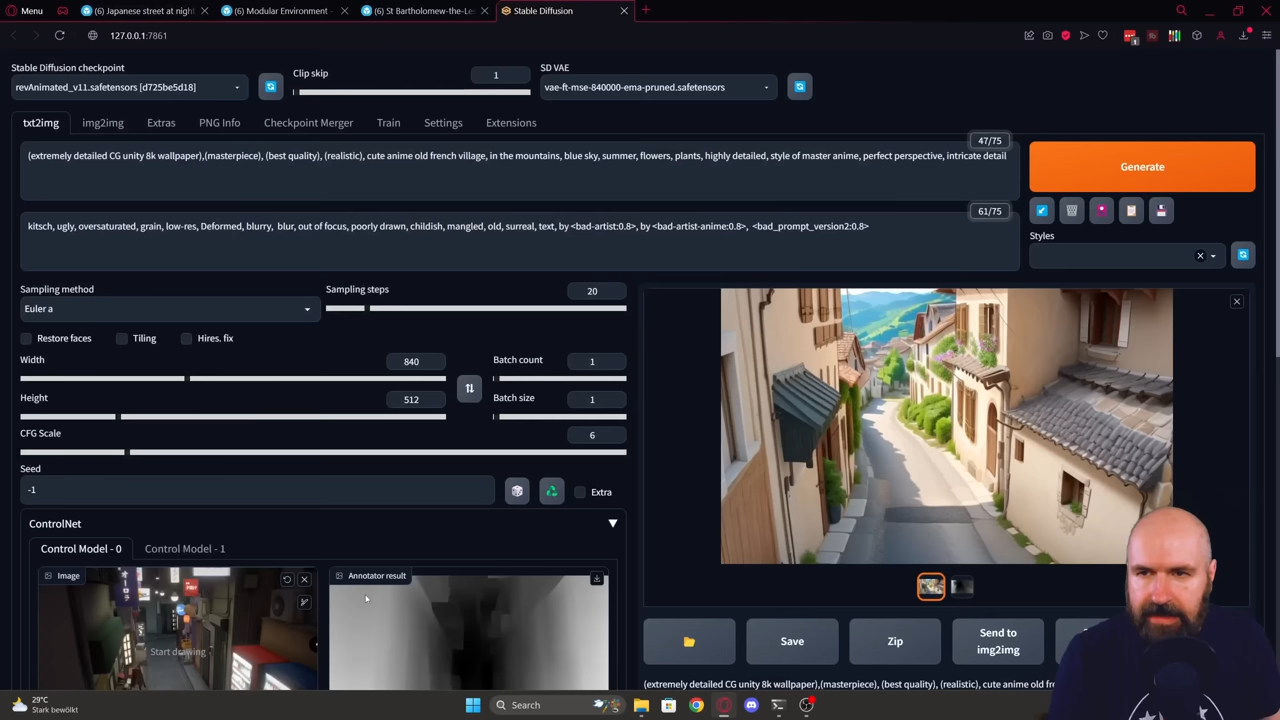 Menu
(6) Japanese street at night
(6) Modular Environment -
(6) St Bartholomew-the-Les
Stable Diffusion
127.0.0.1:7861
1
Stable Diffusion checkpoint
revAnimated_v11.safetensors [d725be5d18]
Clip skip
1
SD VAE
vae-ft-mse-840000-ema-pruned.safetensors
txt2img
img2img
Extras
PNG Info
Checkpoint Merger
Train
Settings
Extensions
47/75
(extremely detailed CG unity 8k wallpaper),(masterpiece), (best quality), (realistic), cute anime old french village, in the mountains, blue sky, summer, flowers, plants, highly detailed, style of master anime, perfect perspective, intricate detail
Generate
61/75
kitsch, ugly, oversaturated, grain, low-res, Deformed, blurry, blur, out of focus, poorly drawn, childish, mangled, old, surreal, text, by <bad-artist:0.8>, by <bad-artist-anime:0.8>, <bad_prompt_version2:0.8>
Styles
Sampling method
Euler a
Sampling steps
20
Restore faces
Tiling
Hires. fix
Width
840
Batch count
1
Height
512
Batch size
1
CFG Scale
6
Seed
-1
Extra
ControlNet
Control Model - 0
Control Model - 1
Image
Annotator result
Start drawing
Save
Zip
Send to
img2img
(extremely detailed CG unity 8k wallpaper),(masterpiece), (best quality), (realistic), cute anime old fre
29°C
Stark bewölkt
Search